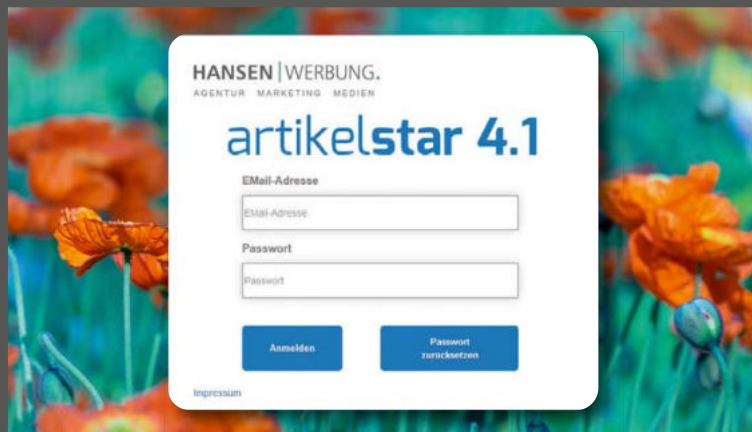 HANSEN|WERBUNG.
AGENTUR MARKETING MEDIEN
artikelstar 4.1
EMail-Adresse
EMail-Adresse
Passwort
Passwort
Anmelden
Passwort
zurücksetzen
Impressum